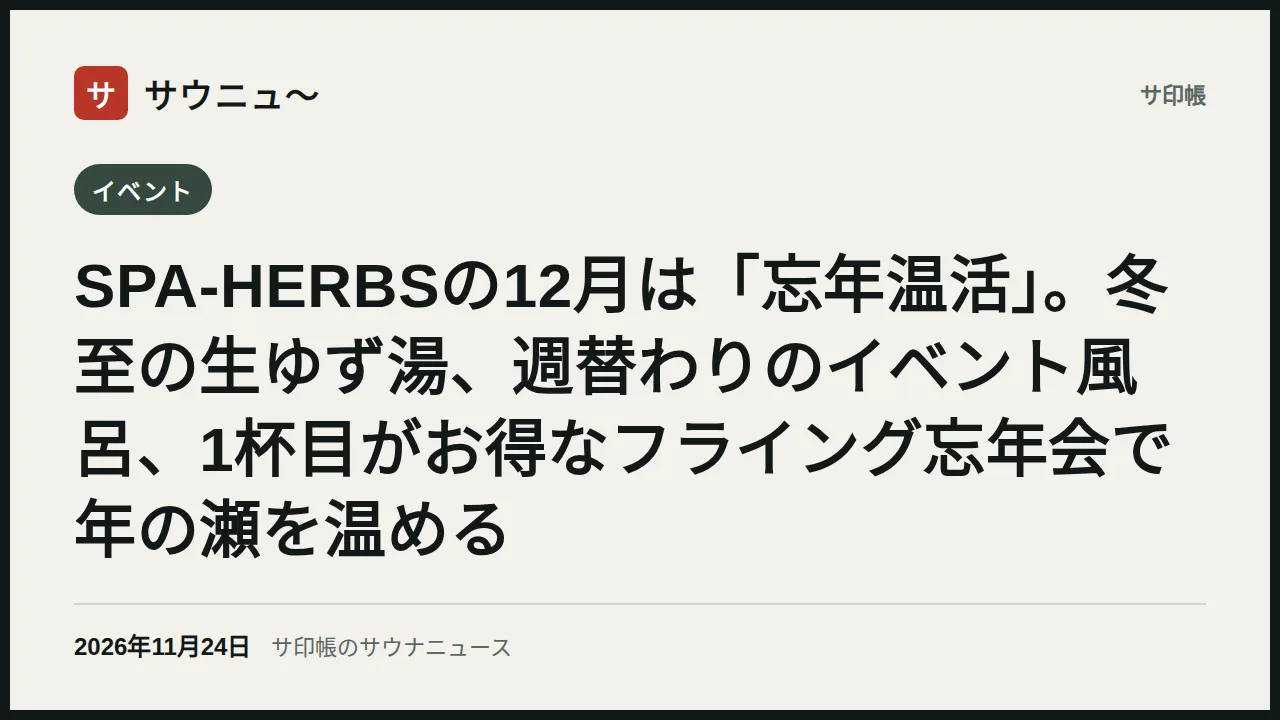 サ サウニュ〜
サ印帳
イベント
SPA-HERBSの12月は「忘年温活」。冬
至の生ゆず湯、週替わりのイベント風
呂、1杯目がお得なフライング忘年会で
年の瀬を温める
2026年11月24日 サ印帳のサウナニュース